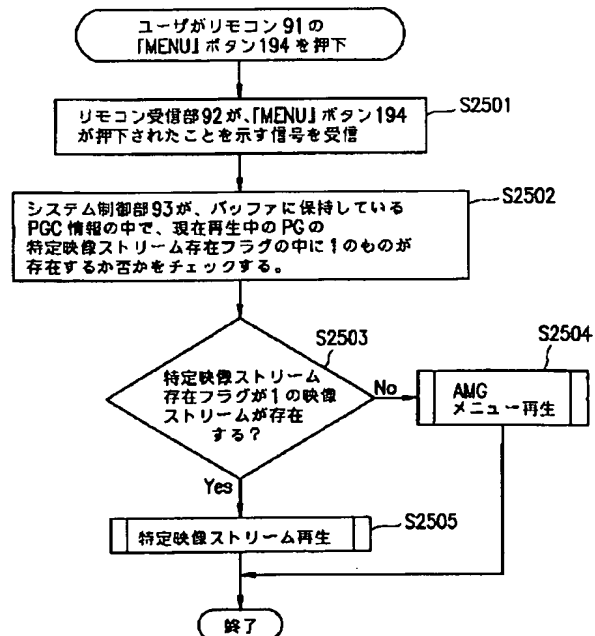 ユーザがリモコン91の
『MENU』ボタン194を押下
リモコン受信部92が、『MENU』ボタン194
が押下されたことを示す信号を受信
S2501
システム制御部93が、バッファに保持している
PGC情報の中で、現在再生中のPGの
特定映像ストリーム存在フラグの中に1のものが
存在するか否かをチェックする。
S2502
特定映像ストリーム
存在フラグが1の映像
ストリームが存在
する？
S2503
No
AMG
メニュー再生
S2504
Yes
特定映像ストリーム再生
S2505
終了